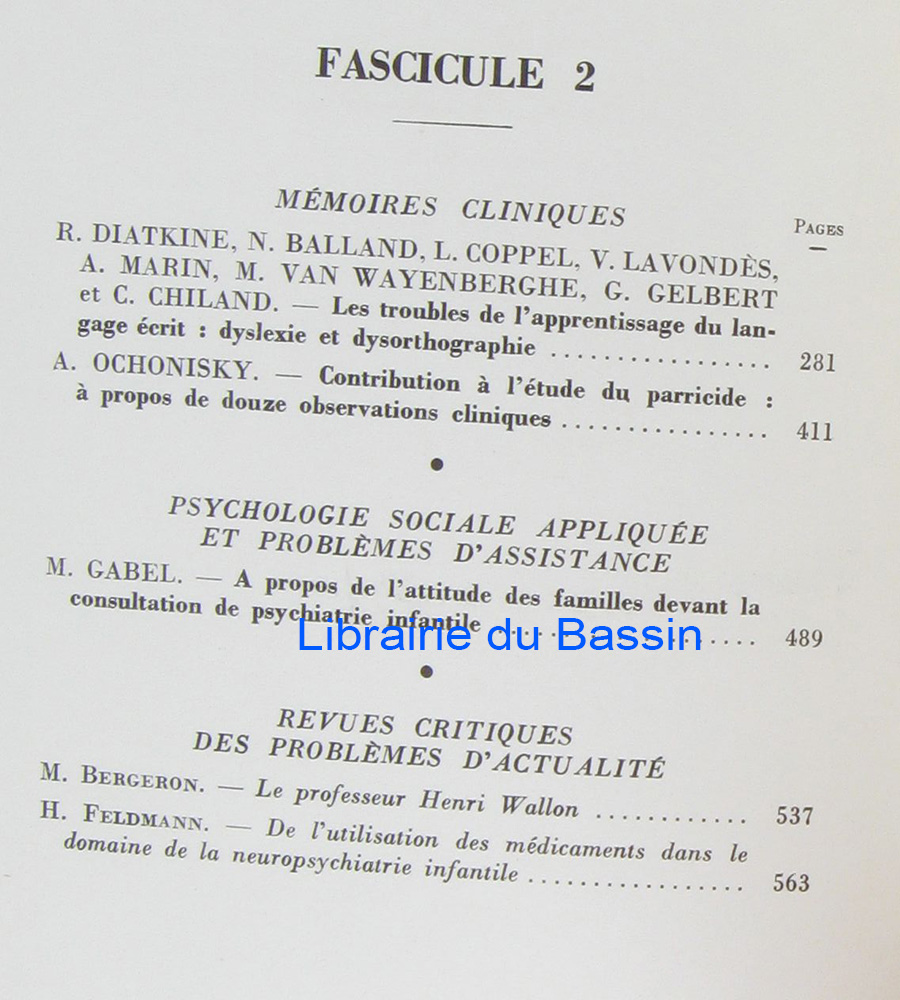 FASCICULE 2
MÉMOIRES CLINIQUES
PAGES
R. DIATKINE, N. BALLAND, L. COPPEL, V. LAVONDÈS,
A. MARIN, M. VAN WAYENBERGHE, G. GELBERT
et C. CHILAND. — Les troubles de l'apprentissage du lan-
gage écrit : dyslexie et dysorthographie ................. 281
A. OCHONISKY. — Contribution à l'étude du parricide :
à propos de douze observations cliniques ................ 411
•
PSYCHOLOGIE SOCIALE APPLIQUÉE
ET PROBLÈMES D'ASSISTANCE
M. GABEL. — A propos de l'attitude des familles devant la
consultation de psychiatrie infantile .................... 489
Librairie du Bassin
•
REVUES CRITIQUES
DES PROBLÈMES D'ACTUALITÉ
M. BERGERON. — Le professeur Henri Wallon ............ 537
H. FELDMANN. — De l'utilisation des médicaments dans le
domaine de la neuropsychiatrie infantile ................. 563